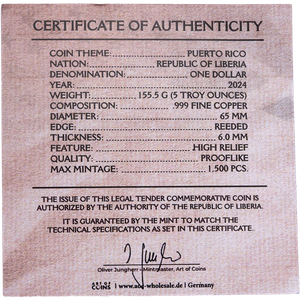 CERTIFICATE OF AUTHENTICITY
COIN THEME: PUERTO RICO
NATION: REPUBLIC OF LIBERIA
DENOMINATION: ONE DOLLAR
YEAR: 2024
WEIGHT: 155.5 G (5 TROY OUNCES)
COMPOSITION: .999 FINE COPPER
DIAMETER: 65 MM
EDGE: REEDED
THICKNESS: 6.0 MM
FEATURE: HIGH RELIEF
QUALITY: PROOFLIKE
MAX MINTAGE: 1.500 PCS.
THE ISSUE OF THIS LEGAL TENDER COMMEMORATIVE COIN IS
AUTHORIZED BY THE AUTHORITY OF THE REPUBLIC OF LIBERIA.
IT IS GUARANTEED BY THE MINT TO MATCH THE
TECHNICAL SPECIFICATIONS AS SET IN THIS CERTIFICATE.
Oliver Jungherr - Mintmaster, Art of Coins
www.aoc-wholesale.de | Germany